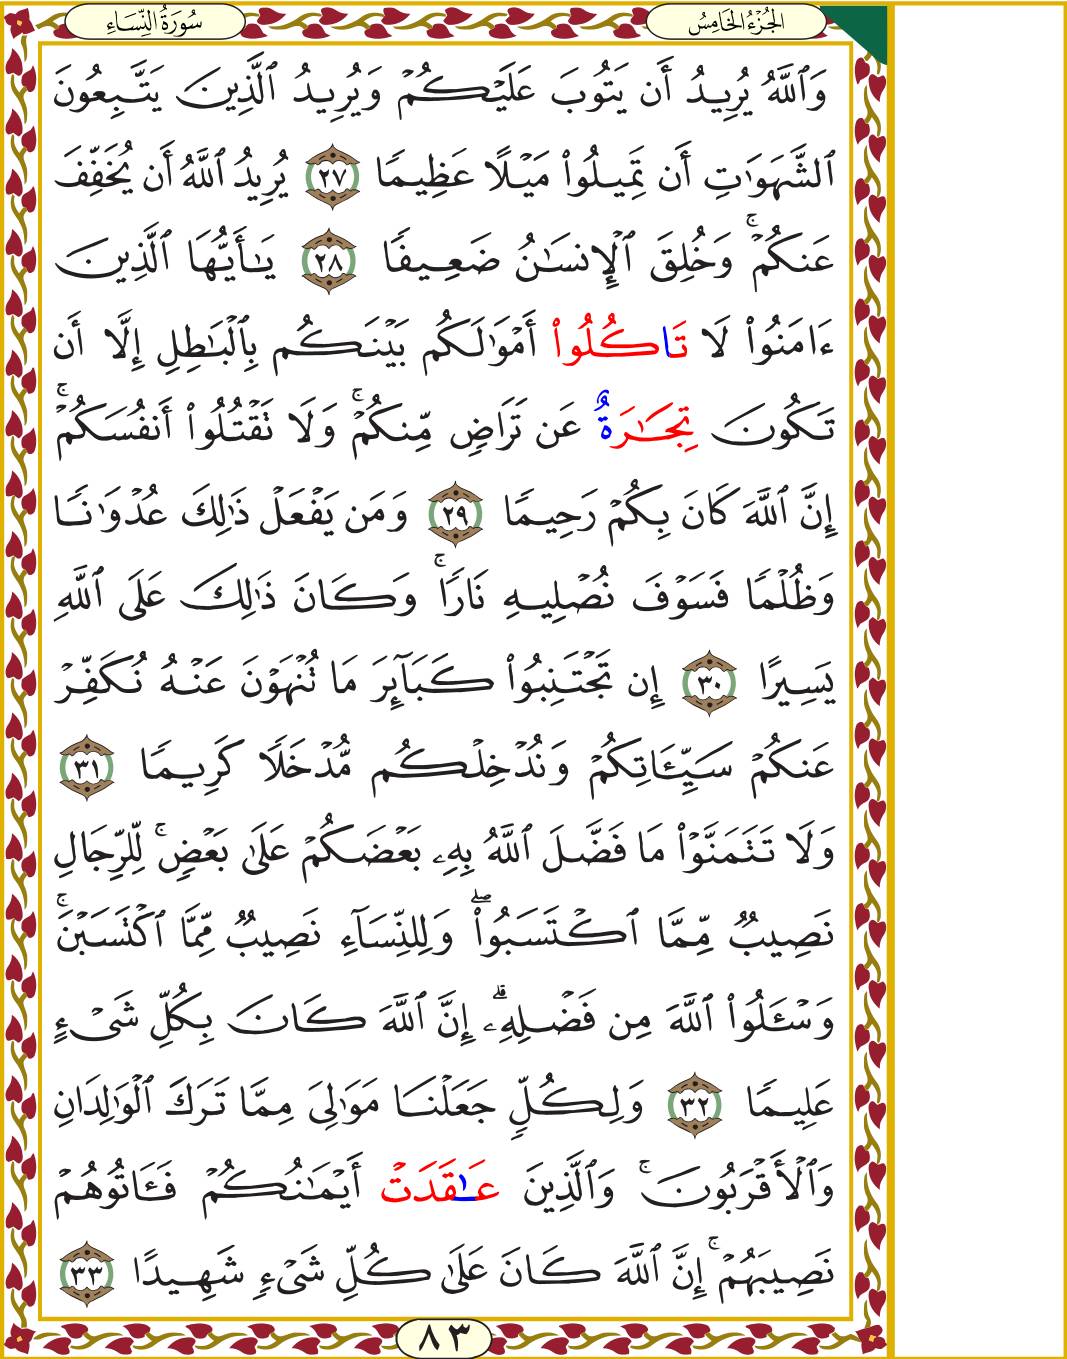 الجُزْءُ الخَامِسُ
سُورَةُ النِّسَاءِ
وَٱللَّهُ يُرِيدُ أَن يَتُوبَ عَلَيْكُمْ وَيُرِيدُ ٱلَّذِينَ يَتَّبِعُونَ
ٱلشَّهَوَٰتِ أَن تَمِيلُوا۟ مَيْلًا عَظِيمًا ٢٧ يُرِيدُ ٱللَّهُ أَن يُخَفِّفَ
عَنكُمْ ۚ وَخُلِقَ ٱلْإِنسَٰنُ ضَعِيفًا ٢٨ يَٰٓأَيُّهَا ٱلَّذِينَ
ءَامَنُوا۟ لَا تَاكُلُوا۟ أَمْوَٰلَكُم بَيْنَكُم بِٱلْبَٰطِلِ إِلَّا أَن
تَكُونَ تِجَٰرَةٌ عَن تَرَاضٍ مِّنكُمْ ۚ وَلَا تَقْتُلُوا۟ أَنفُسَكُمْ ۚ
إِنَّ ٱللَّهَ كَانَ بِكُمْ رَحِيمًا ٢٩ وَمَن يَفْعَلْ ذَٰلِكَ عُدْوَٰنًا
وَظُلْمًا فَسَوْفَ نُصْلِيهِ نَارًا ۚ وَكَانَ ذَٰلِكَ عَلَى ٱللَّهِ
يَسِيرًا ٣٠ إِن تَجْتَنِبُوا۟ كَبَآئِرَ مَا تُنْهَوْنَ عَنْهُ نُكَفِّرْ
عَنكُمْ سَيِّـَٔاتِكُمْ وَنُدْخِلْكُم مُّدْخَلًا كَرِيمًا ٣١
وَلَا تَتَمَنَّوْا۟ مَا فَضَّلَ ٱللَّهُ بِهِۦ بَعْضَكُمْ عَلَىٰ بَعْضٍ ۚ لِّلرِّجَالِ
نَصِيبٌ مِّمَّا ٱكْتَسَبُوا۟ ۖ وَلِلنِّسَآءِ نَصِيبٌ مِّمَّا ٱكْتَسَبْنَ ۚ
وَسْـَٔلُوا۟ ٱللَّهَ مِن فَضْلِهِۦٓ ۗ إِنَّ ٱللَّهَ كَانَ بِكُلِّ شَىْءٍ
عَلِيمًا ٣٢ وَلِكُلٍّ جَعَلْنَا مَوَٰلِىَ مِمَّا تَرَكَ ٱلْوَٰلِدَانِ
وَٱلْأَقْرَبُونَ ۚ وَٱلَّذِينَ عَٰقَدَتْ أَيْمَٰنُكُمْ فَـَٔاتُوهُمْ
نَصِيبَهُمْ ۚ إِنَّ ٱللَّهَ كَانَ عَلَىٰ كُلِّ شَىْءٍ شَهِيدًا ٣٣
٨٣